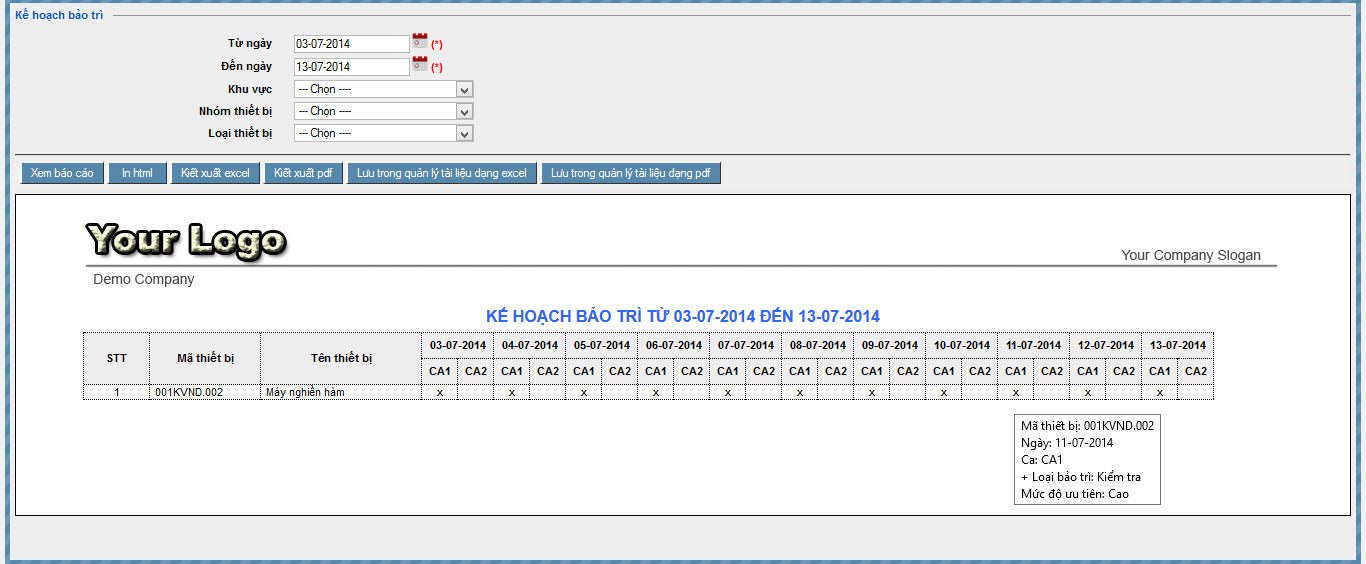 Kế hoạch bảo trì
Từ ngày 03-07-2014 (*)
Đến ngày 13-07-2014 (*)
Khu vực --- Chọn ----
Nhóm thiết bị --- Chọn ----
Loại thiết bị --- Chọn ----
Xem báo cáo In html Kiết xuất excel Kiết xuất pdf Lưu trong quản lý tài liệu dạng excel Lưu trong quản lý tài liệu dạng pdf
Your Logo
Your Company Slogan
Demo Company
KẾ HOẠCH BẢO TRÌ TỪ 03-07-2014 ĐẾN 13-07-2014
STT Mã thiết bị Tên thiết bị 03-07-2014 04-07-2014 05-07-2014 06-07-2014 07-07-2014 08-07-2014 09-07-2014 10-07-2014 11-07-2014 12-07-2014 13-07-2014
CA1 CA2 CA1 CA2 CA1 CA2 CA1 CA2 CA1 CA2 CA1 CA2 CA1 CA2 CA1 CA2 CA1 CA2 CA1 CA2 CA1 CA2
1 001KVND.002 Máy nghiền hàm x x x x x x x x x x x
Mã thiết bị: 001KVND.002
Ngày: 11-07-2014
Ca: CA1
+ Loại bảo trì: Kiểm tra
Mức độ ưu tiên: Cao